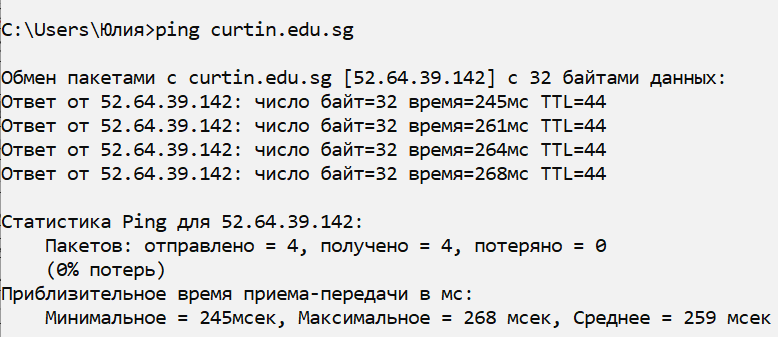 C:\Users\Юлия>ping curtin.edu.sg
Обмен пакетами с curtin.edu.sg [52.64.39.142] с 32 байтами данных:
Ответ от 52.64.39.142: число байт=32 время=245мс TTL=44
Ответ от 52.64.39.142: число байт=32 время=261мс TTL=44
Ответ от 52.64.39.142: число байт=32 время=264мс TTL=44
Ответ от 52.64.39.142: число байт=32 время=268мс TTL=44
Статистика Ping для 52.64.39.142:
Пакетов: отправлено = 4, получено = 4, потеряно = 0
(0% потерь)
Приблизительное время приема-передачи в мс:
Минимальное = 245мсек, Максимальное = 268 мсек, Среднее = 259 мсек